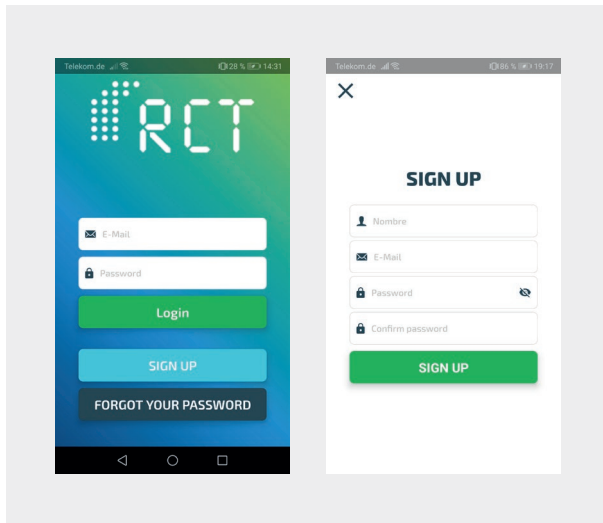 Telekom.de 28 % 14:31
RCT
E-Mail
Password
Login
SIGN UP
FORGOT YOUR PASSWORD
Telekom.de 86 % 19:17
SIGN UP
Nombre
E-Mail
Password
Confirm password
SIGN UP